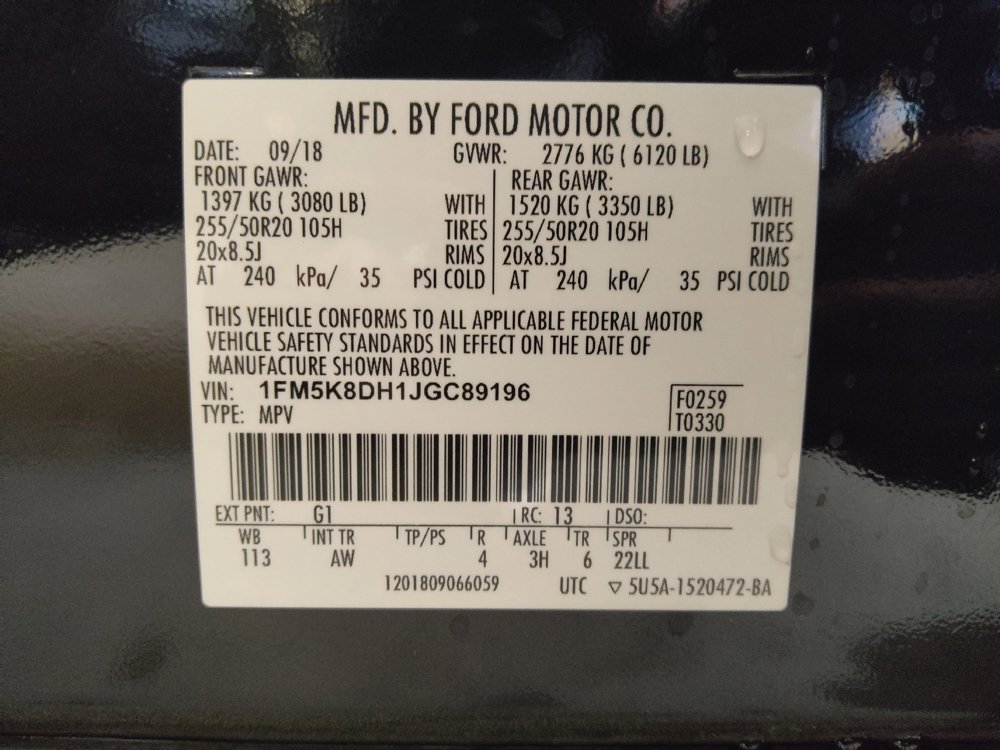 MFD. BY FORD MOTOR CO.
DATE: 09/18 GVWR: 2776 KG ( 6120 LB)
FRONT GAWR: REAR GAWR:
1397 KG ( 3080 LB) WITH 1520 KG ( 3350 LB) WITH
255/50R20 105H TIRES 255/50R20 105H TIRES
20x8.5J RIMS 20x8.5J RIMS
AT 240 kPa/ 35 PSI COLD AT 240 kPa/ 35 PSI COLD
THIS VEHICLE CONFORMS TO ALL APPLICABLE FEDERAL MOTOR
VEHICLE SAFETY STANDARDS IN EFFECT ON THE DATE OF
MANUFACTURE SHOWN ABOVE.
VIN: 1FM5K8DH1JGC89196
F0259
TYPE: MPV
T0330
EXT PNT: G1 RC: 13 DSO:
WB INT TR TP/PS R AXLE TR SPR
113 AW 4 3H 6 22LL
1201809066059 UTC ▽ 5U5A-1520472-BA